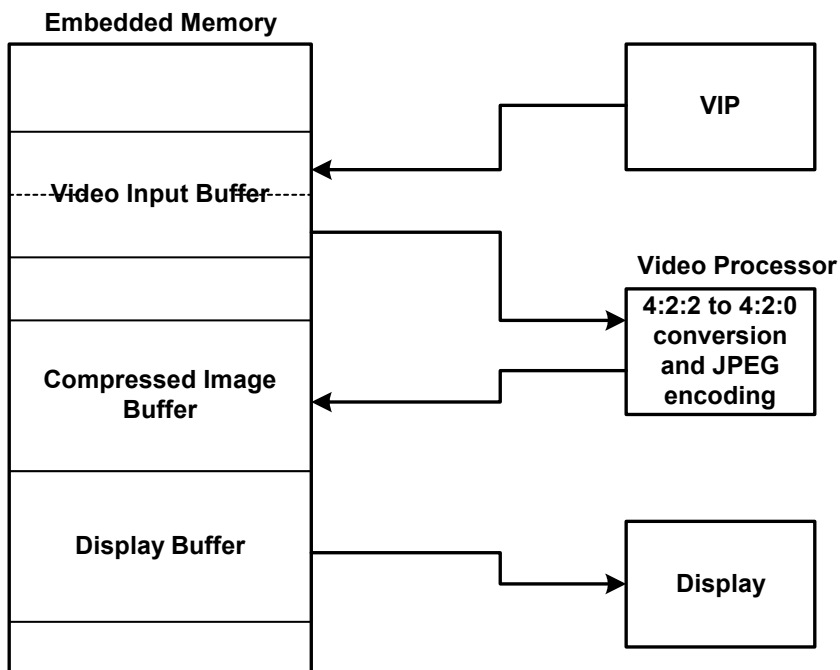 Embedded Memory
VIP
Video Input Buffer
Video Processor
4:2:2 to 4:2:0
conversion
and JPEG
encoding
Compressed Image
Buffer
Display Buffer
Display